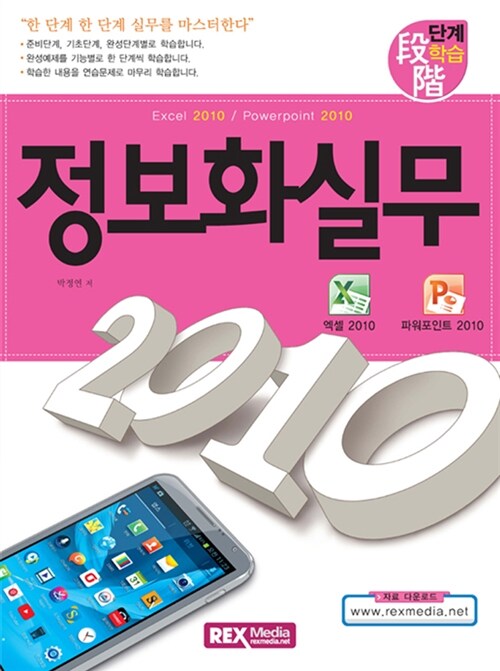 “한 단계 한 단계 실무를 마스터한다”
• 준비단계, 기초단계, 완성단계별로 학습합니다.
• 완성예제를 기능별로 한 단계씩 학습합니다.
• 학습한 내용을 연습문제로 마무리 학습합니다.
단계
段 학습
階
Excel 2010 / Powerpoint 2010
정보화실무
박정연 저
엑셀 2010
파워포인트 2010
2010
자료 다운로드
www.rexmedia.net
REX Media
rexmedia.net